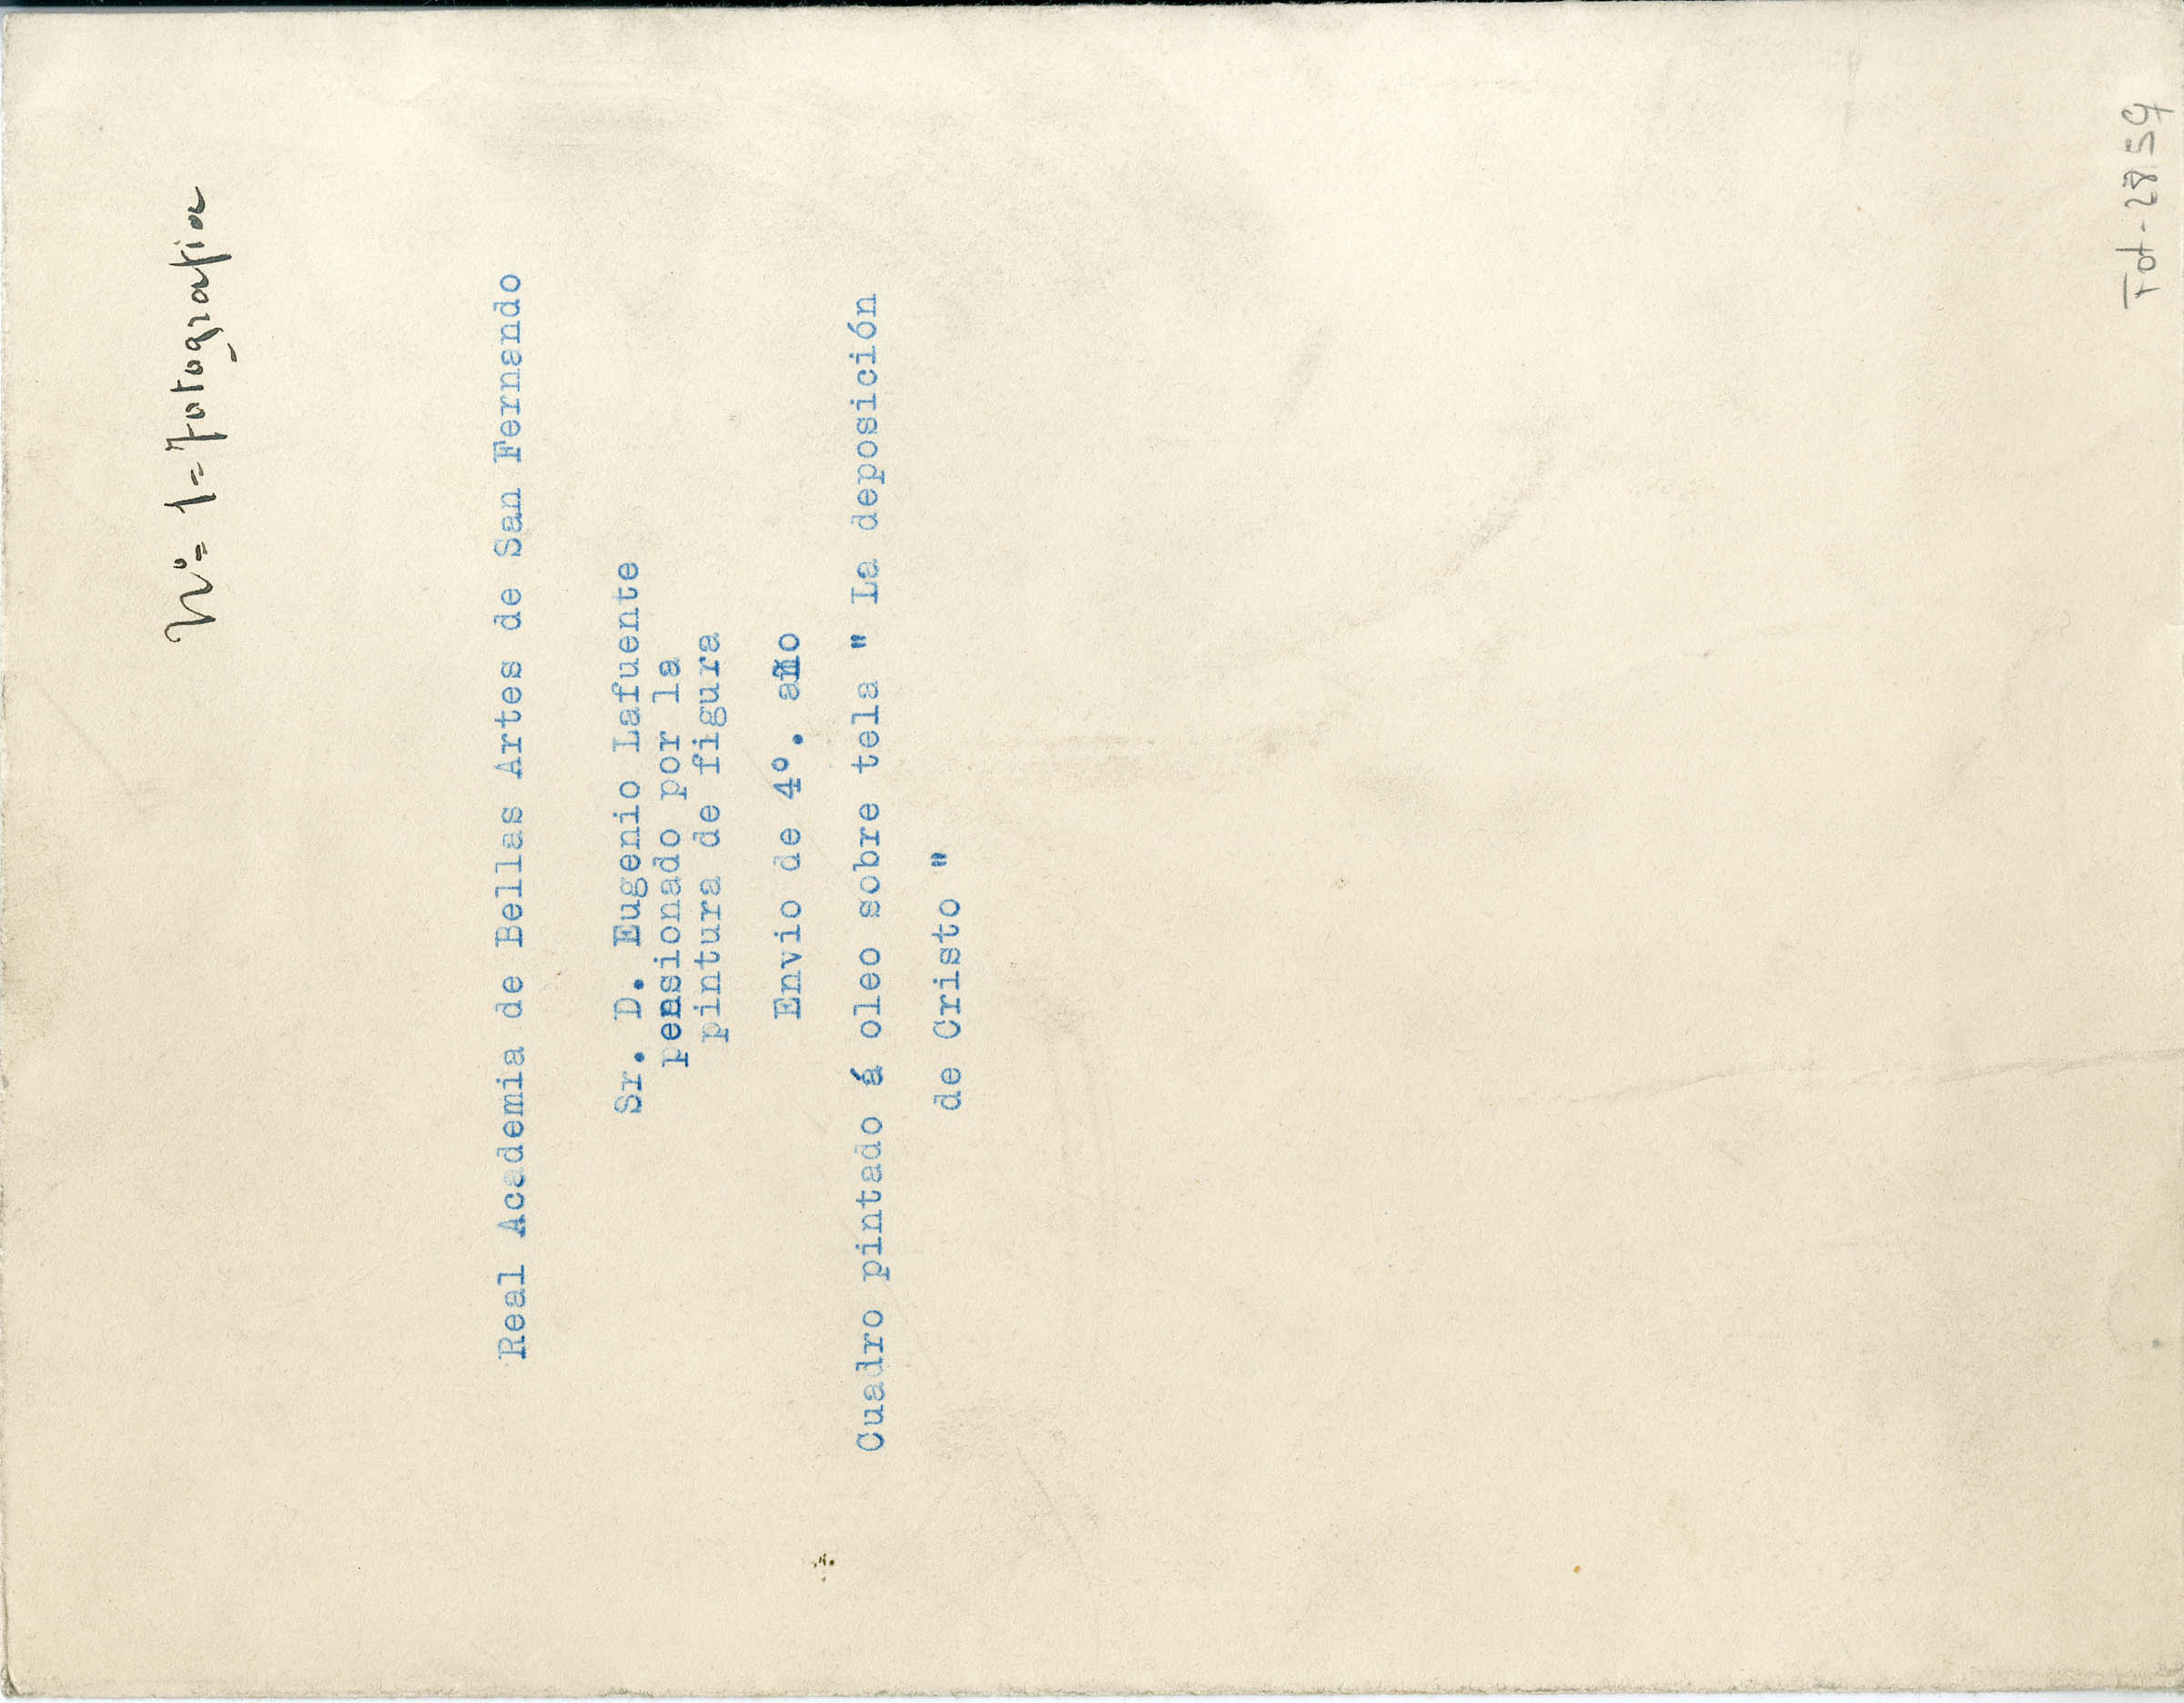 Nº = 1 = Fotografia
Real Academia de Bellas Artes de San Fernando
Sr. D. Eugenio Lafuente
pensionado por la
pintura de figura
Envio de 4º. año
Cuadro pintado á oleo sobre tela " La deposición
de Cristo "
Fot-2859